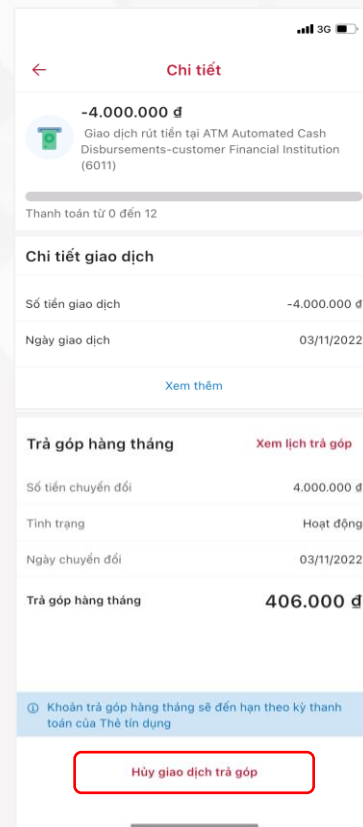 3G
Chi tiết
-4.000.000 đ
Giao dịch rút tiền tại ATM Automated Cash
Disbursements-customer Financial Institution
(6011)
Thanh toán từ 0 đến 12
Chi tiết giao dịch
Số tiền giao dịch -4.000.000 đ
Ngày giao dịch 03/11/2022
Xem thêm
Trả góp hàng tháng Xem lịch trả góp
Số tiền chuyển đổi 4.000.000 đ
Tình trạng Hoạt động
Ngày chuyển đổi 03/11/2022
Trả góp hàng tháng 406.000 đ
Khoản trả góp hàng tháng sẽ đến hạn theo kỳ thanh
toán của Thẻ tín dụng
Hủy giao dịch trả góp